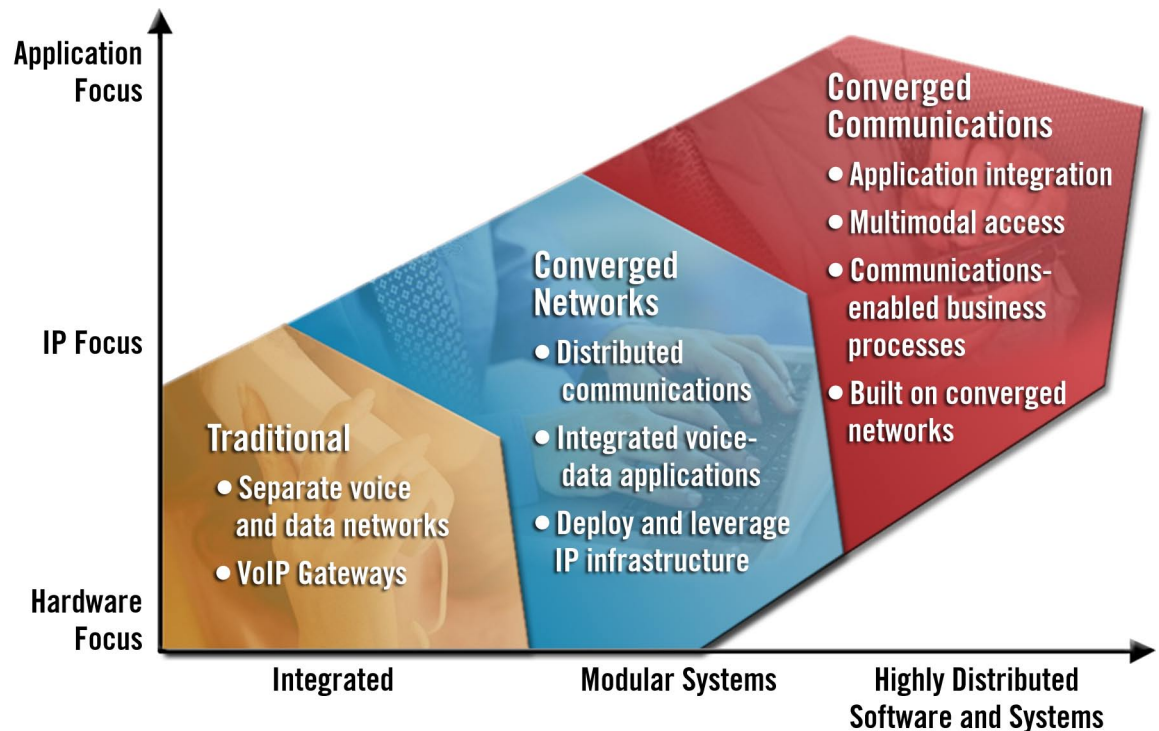 Application
Focus
IP Focus
Hardware
Focus
Traditional
• Separate voice
and data networks
• VoIP Gateways
Converged
Networks
• Distributed
communications
• Integrated voice-
data applications
• Deploy and leverage
IP infrastructure
Converged
Communications
• Application integration
• Multimodal access
• Communications-
enabled business
processes
• Built on converged
networks
Integrated
Modular Systems
Highly Distributed
Software and Systems